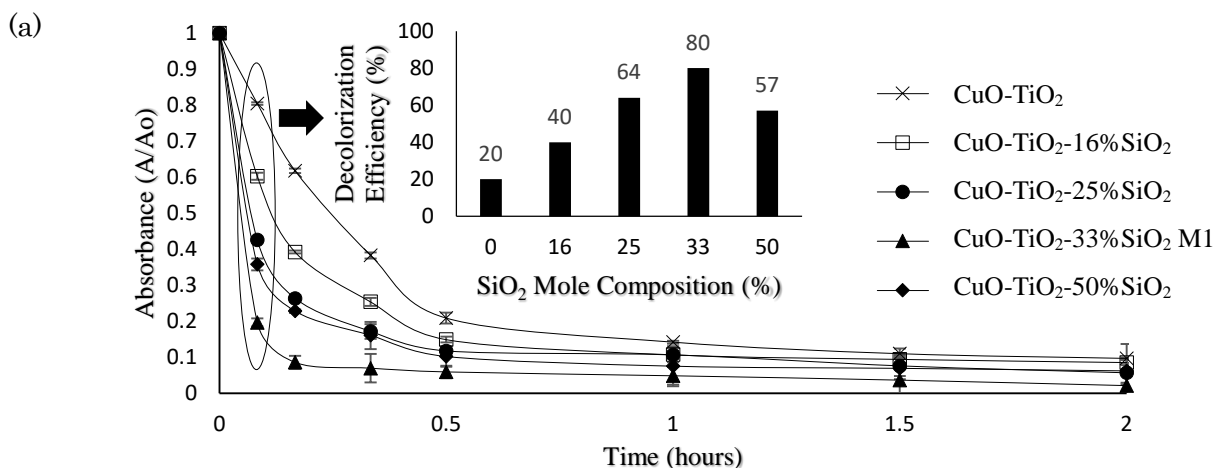 (a)
Absorbance (A/Ao)
1
0.9
0.8
0.7
0.6
0.5
0.4
0.3
0.2
0.1
0
0
0.5
1
1.5
2
Time (hours)
Decolorization
Efficiency (%)
100
80
60
40
20
0
20
40
64
80
57
0
16
25
33
50
SiO₂ Mole Composition (%)
CuO-TiO₂
CuO-TiO₂-16%SiO₂
CuO-TiO₂-25%SiO₂
CuO-TiO₂-33%SiO₂ M1
CuO-TiO₂-50%SiO₂